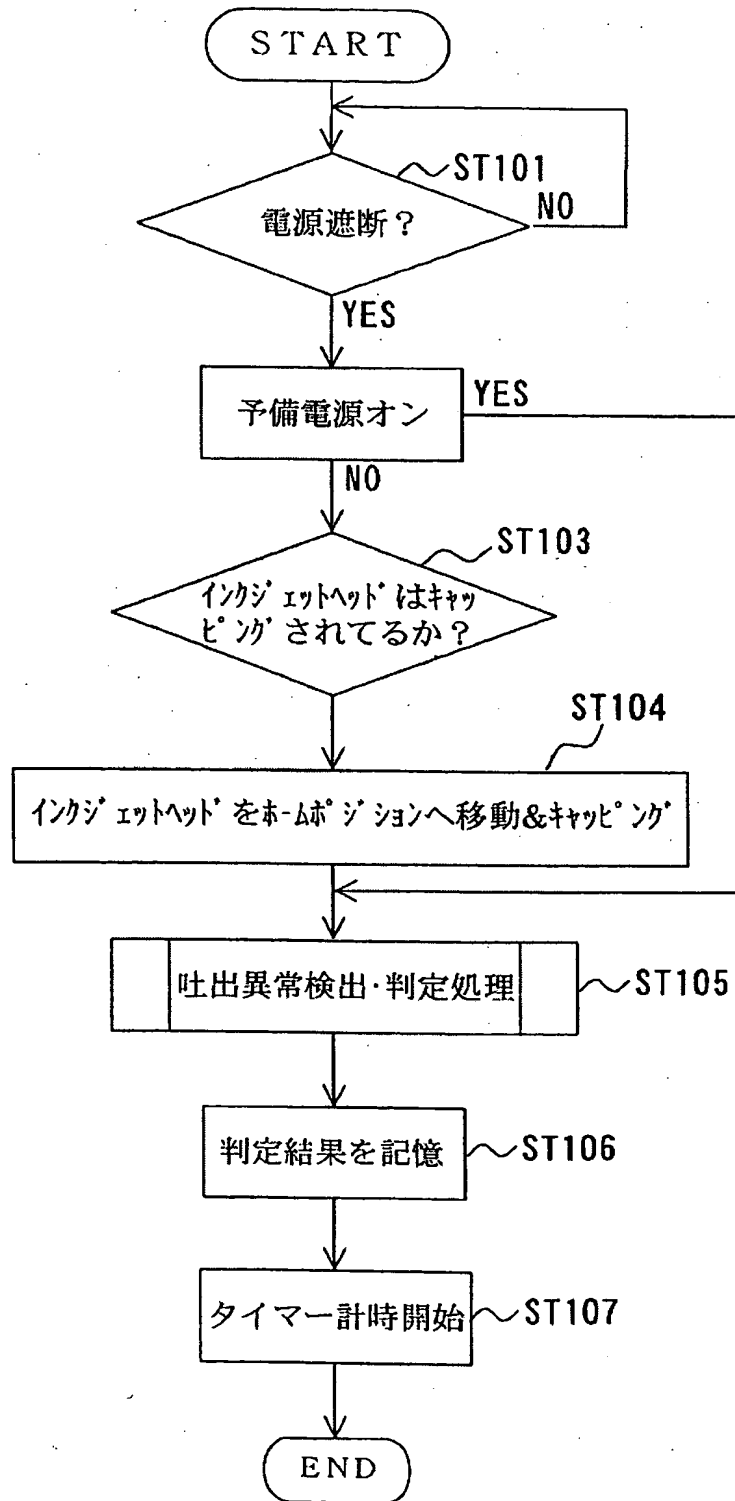 START
ST101
電源遮断?
NO
YES
予備電源オン
YES
NO
ST103
インクジェットヘッドはキャッ
ピングされてるか?
ST104
インクジェットヘッドをホームポジションへ移動&キャッピング
吐出異常検出・判定処理
ST105
判定結果を記憶
ST106
タイマー計時開始
ST107
END